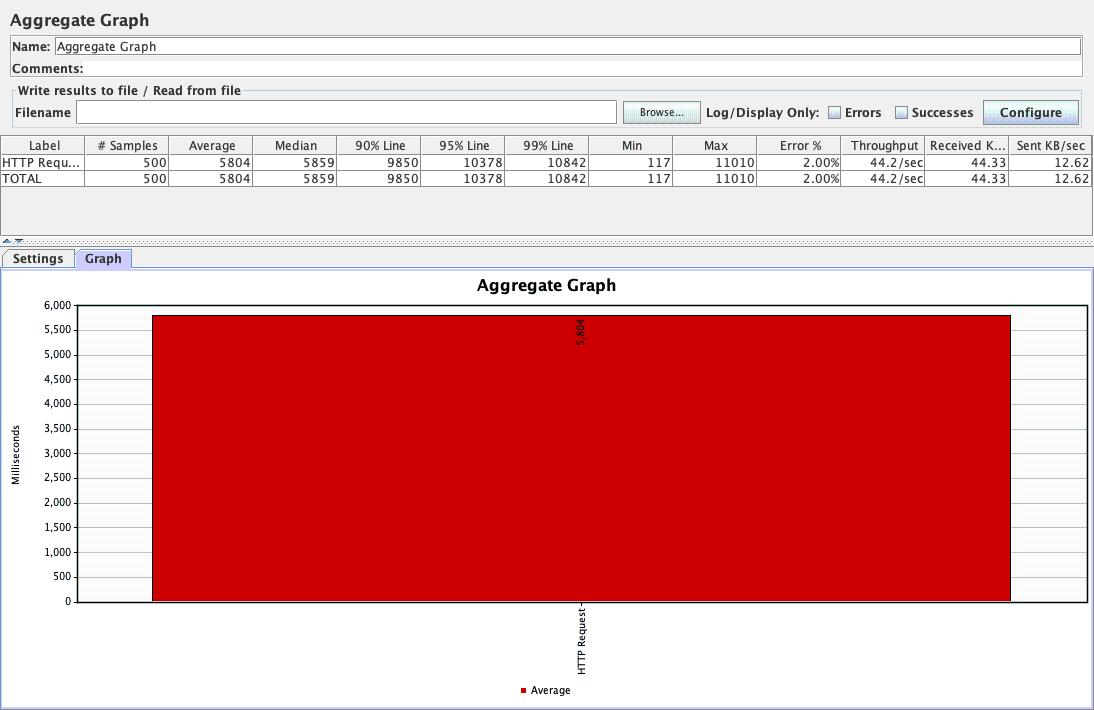 Aggregate Graph
Name: Aggregate Graph
Comments:
Write results to file / Read from file
Filename Browse... Log/Display Only: Errors Successes Configure
Label # Samples Average Median 90% Line 95% Line 99% Line Min Max Error % Throughput Received K... Sent KB/sec
HTTP Requ... 500 5804 5859 9850 10378 10842 117 11010 2.00% 44.2/sec 44.33 12.62
TOTAL 500 5804 5859 9850 10378 10842 117 11010 2.00% 44.2/sec 44.33 12.62
Settings Graph
Aggregate Graph
6,000
5,500
5,000
4,500
4,000
3,500
3,000
2,500
2,000
1,500
1,000
500
0
Milliseconds
5,804
HTTP Request
Average